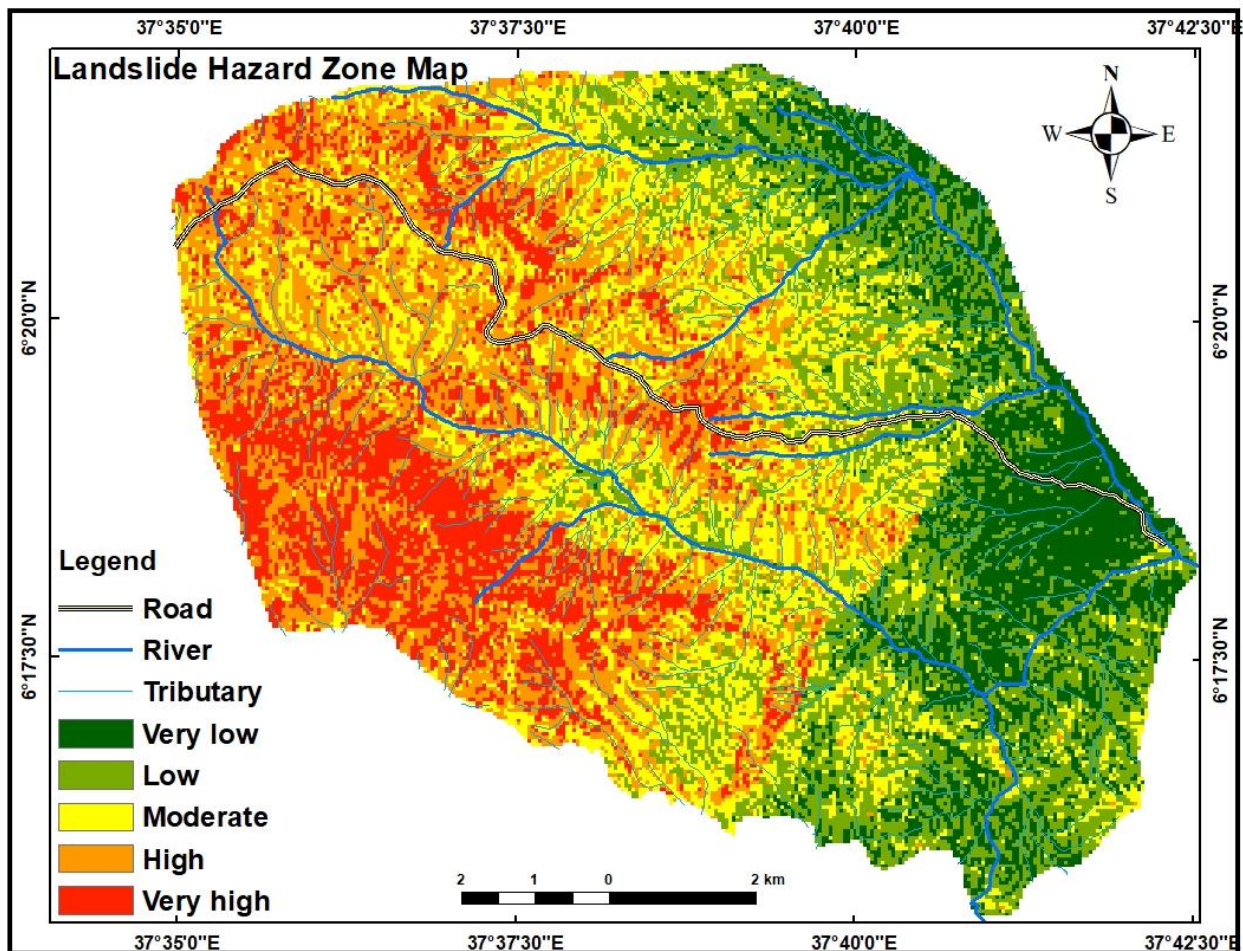 37°35'0"E
37°37'30"E
37°40'0"E
37°42'30"E
Landslide Hazard Zone Map
N
W
E
S
6°20'0"N
6°20'0"N
6°17'30"N
6°17'30"N
Legend
Road
River
Tributary
Very low
Low
Moderate
High
Very high
2 1 0 2 km
37°35'0"E
37°37'30"E
37°40'0"E
37°42'30"E